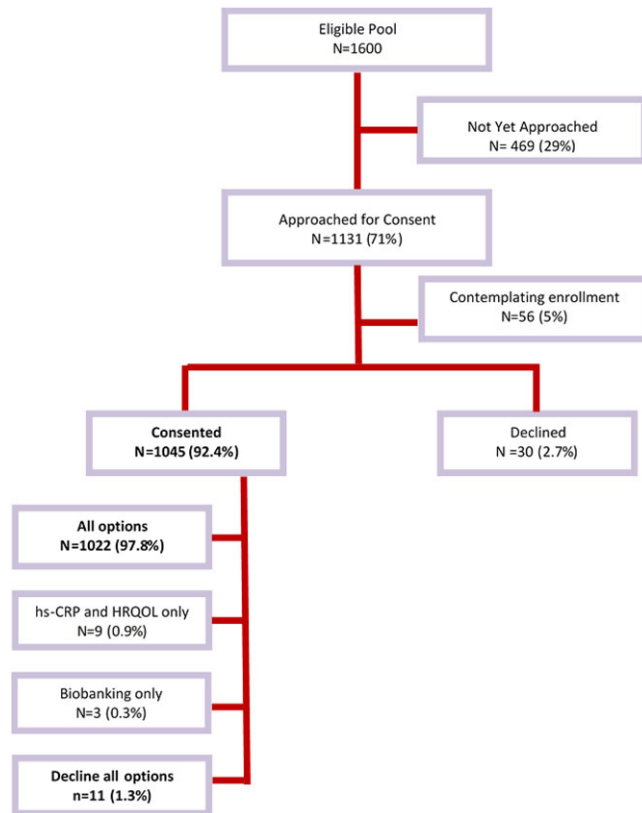 Eligible Pool
N=1600
Not Yet Approached
N= 469 (29%)
Approached for Consent
N=1131 (71%)
Contemplating enrollment
N=56 (5%)
Consented
N=1045 (92.4%)
Declined
N =30 (2.7%)
All options
N=1022 (97.8%)
hs-CRP and HRQOL only
N=9 (0.9%)
Biobanking only
N=3 (0.3%)
Decline all options
n=11 (1.3%)